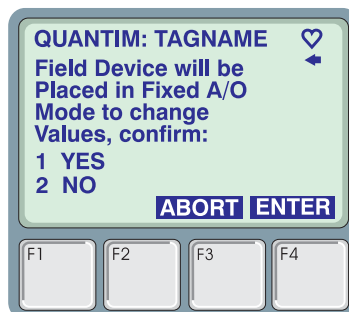 QUANTIM: TAGNAME
Field Device will be
Placed in Fixed A/O
Mode to change
Values, confirm:
1 YES
2 NO
ABORT ENTER
F1 F2 F3 F4